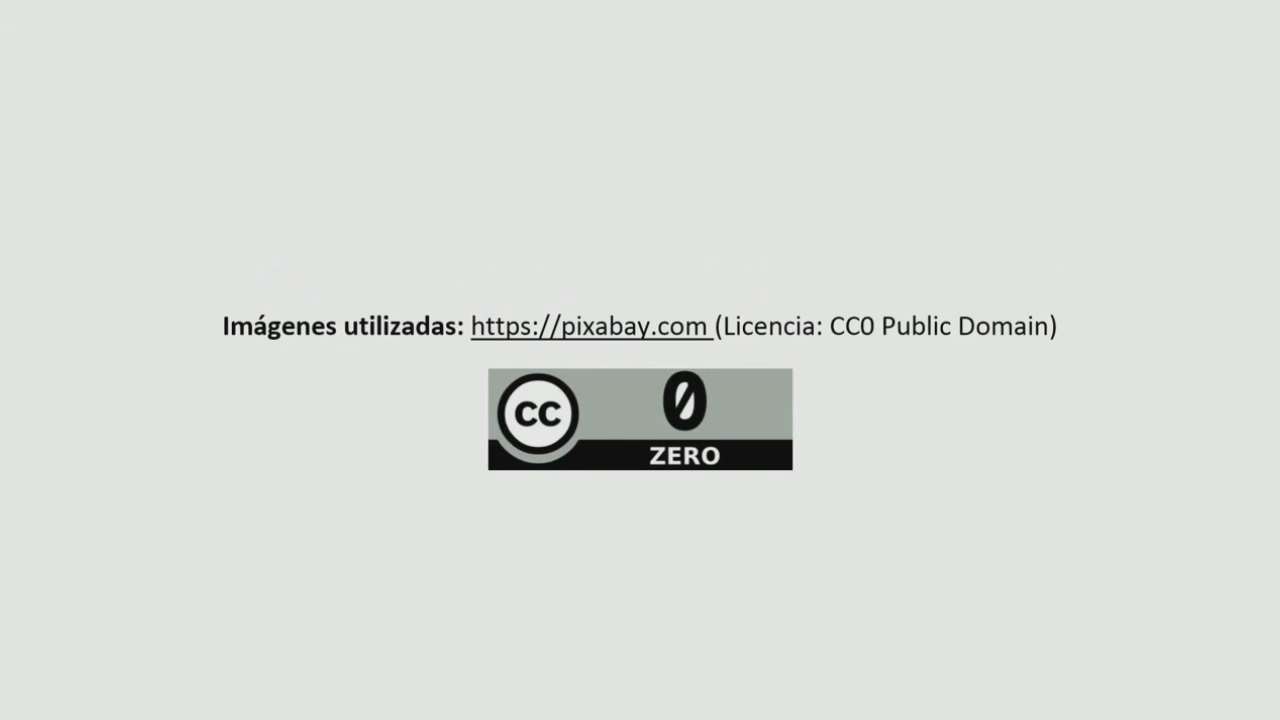 Imágenes utilizadas: https://pixabay.com (Licencia: CC0 Public Domain)
cc 0
ZERO